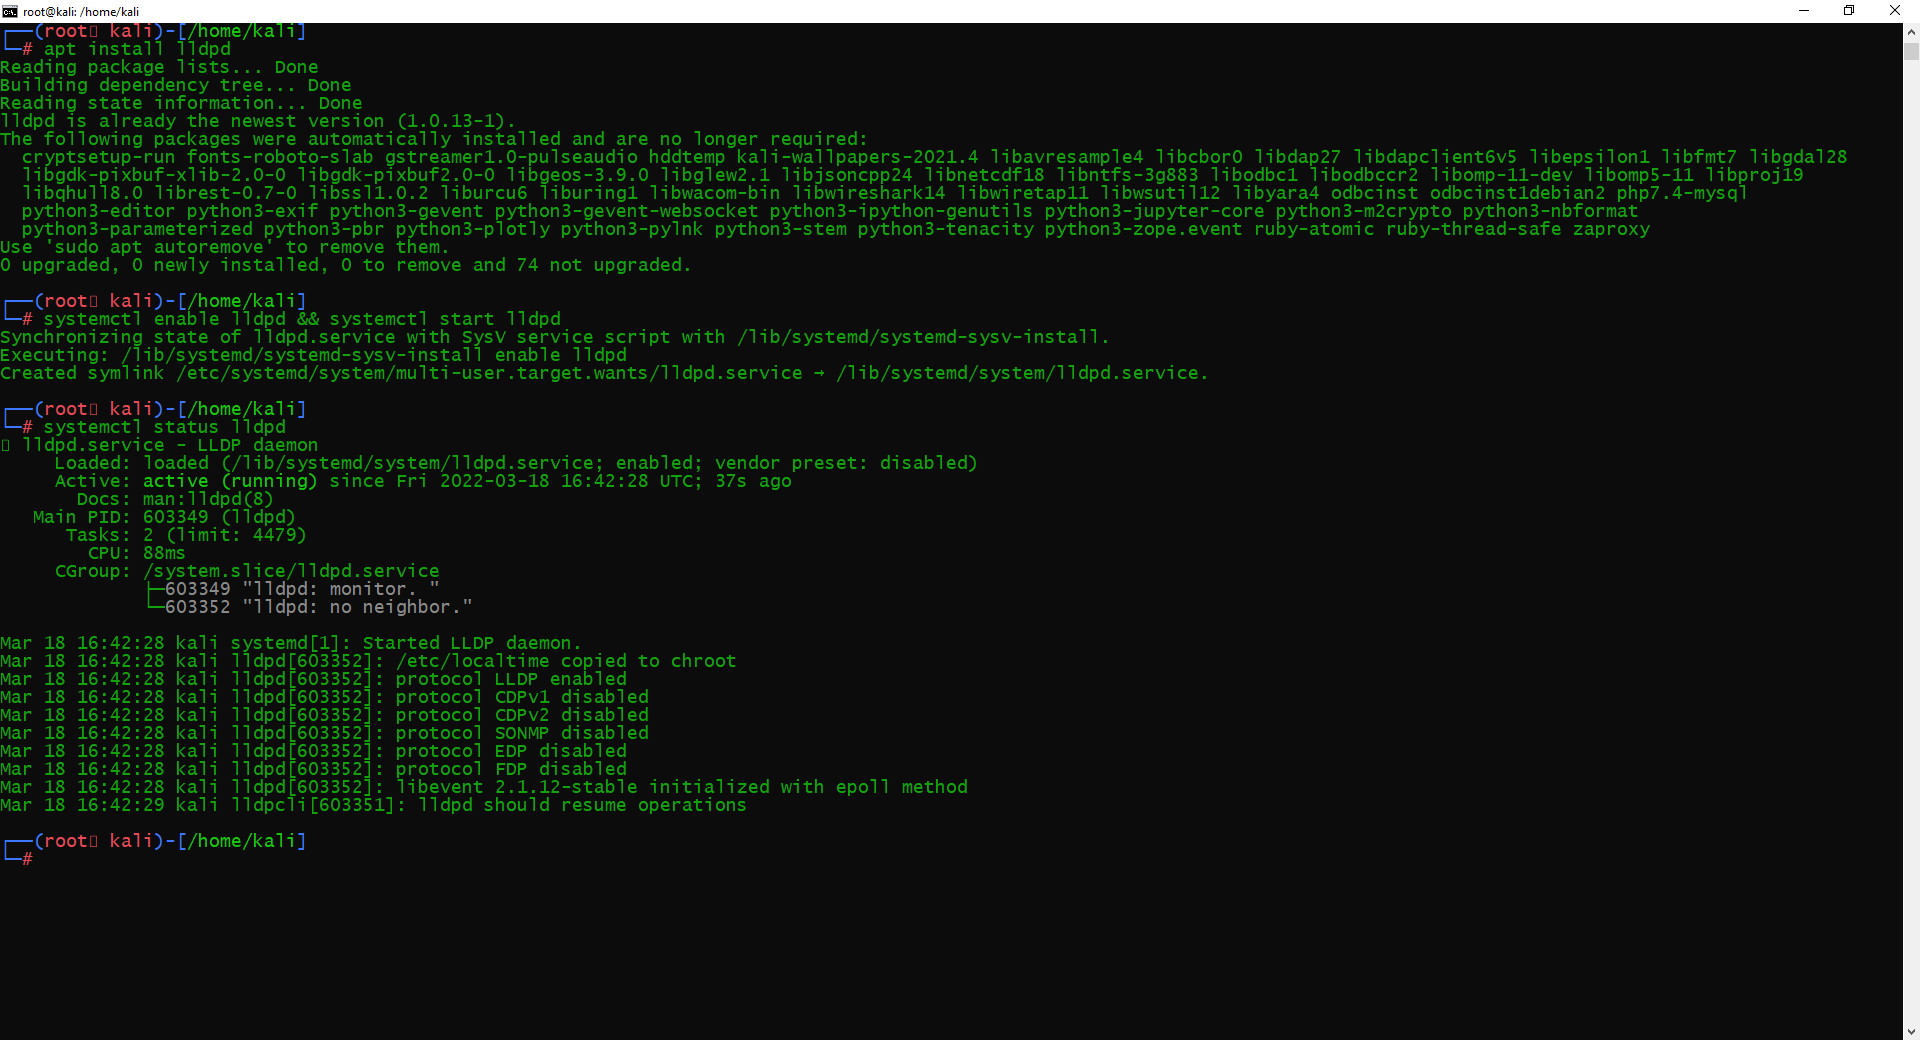 root@kali: /home/kali
┌──(root▯ kali)-[/home/kali]
└─# apt install lldpd
Reading package lists... Done
Building dependency tree... Done
Reading state information... Done
lldpd is already the newest version (1.0.13-1).
The following packages were automatically installed and are no longer required:
  cryptsetup-run fonts-roboto-slab gstreamer1.0-pulseaudio hddtemp kali-wallpapers-2021.4 libavresample4 libcbor0 libdap27 libdapclient6v5 libepsilon1 libfmt7 libgdal28
  libgdk-pixbuf-xlib-2.0-0 libgdk-pixbuf2.0-0 libgeos-3.9.0 libglew2.1 libjsoncpp24 libnetcdf18 libntfs-3g883 libodbc1 libodbccr2 libomp-11-dev libomp5-11 libproj19
  libqhull8.0 librest-0.7-0 libssl1.0.2 liburcu6 liburing1 libwacom-bin libwireshark14 libwiretap11 libwsutil12 libyara4 odbcinst odbcinst1debian2 php7.4-mysql
  python3-editor python3-exif python3-gevent python3-gevent-websocket python3-ipython-genutils python3-jupyter-core python3-m2crypto python3-nbformat
  python3-parameterized python3-pbr python3-plotly python3-pylnk python3-stem python3-tenacity python3-zope.event ruby-atomic ruby-thread-safe zaproxy
Use 'sudo apt autoremove' to remove them.
0 upgraded, 0 newly installed, 0 to remove and 74 not upgraded.
┌──(root▯ kali)-[/home/kali]
└─# systemctl enable lldpd && systemctl start lldpd
Synchronizing state of lldpd.service with SysV service script with /lib/systemd/systemd-sysv-install.
Executing: /lib/systemd/systemd-sysv-install enable lldpd
Created symlink /etc/systemd/system/multi-user.target.wants/lldpd.service → /lib/systemd/system/lldpd.service.
┌──(root▯ kali)-[/home/kali]
└─# systemctl status lldpd
▯ lldpd.service - LLDP daemon
     Loaded: loaded (/lib/systemd/system/lldpd.service; enabled; vendor preset: disabled)
     Active: active (running) since Fri 2022-03-18 16:42:28 UTC; 37s ago
       Docs: man:lldpd(8)
   Main PID: 603349 (lldpd)
      Tasks: 2 (limit: 4479)
        CPU: 88ms
     CGroup: /system.slice/lldpd.service
             ├─603349 "lldpd: monitor. "
             └─603352 "lldpd: no neighbor."
Mar 18 16:42:28 kali systemd[1]: Started LLDP daemon.
Mar 18 16:42:28 kali lldpd[603352]: /etc/localtime copied to chroot
Mar 18 16:42:28 kali lldpd[603352]: protocol LLDP enabled
Mar 18 16:42:28 kali lldpd[603352]: protocol CDPv1 disabled
Mar 18 16:42:28 kali lldpd[603352]: protocol CDPv2 disabled
Mar 18 16:42:28 kali lldpd[603352]: protocol SONMP disabled
Mar 18 16:42:28 kali lldpd[603352]: protocol EDP disabled
Mar 18 16:42:28 kali lldpd[603352]: protocol FDP disabled
Mar 18 16:42:28 kali lldpd[603352]: libevent 2.1.12-stable initialized with epoll method
Mar 18 16:42:29 kali lldpcli[603351]: lldpd should resume operations
┌──(root▯ kali)-[/home/kali]
└─#